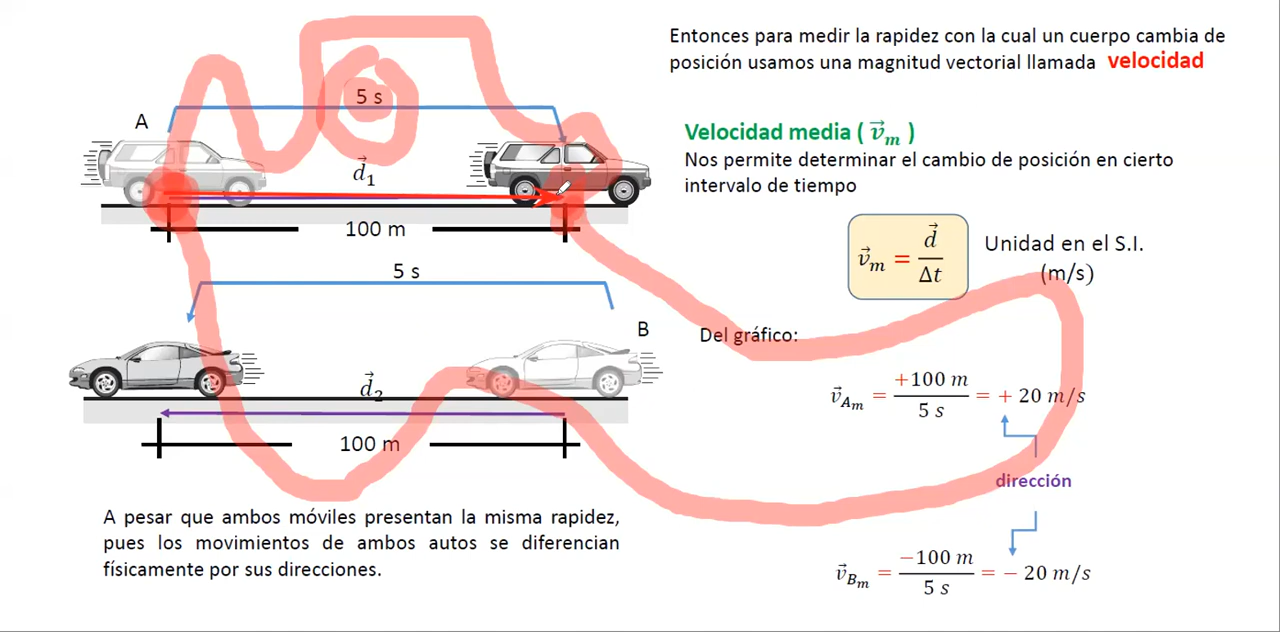 Entonces para medir la rapidez con la cual un cuerpo cambia de
posición usamos una magnitud vectorial llamada velocidad
5 s
A
d⃗₁
100 m
Velocidad media ( v⃗ₘ )
Nos permite determinar el cambio de posición en cierto
intervalo de tiempo
v⃗ₘ = d⃗ / Δt
Unidad en el S.I.
(m/s)
5 s
B
d⃗₂
100 m
Del gráfico:
v⃗_Aₘ = +100 m / 5 s = + 20 m/s
dirección
v⃗_Bₘ = −100 m / 5 s = − 20 m/s
A pesar que ambos móviles presentan la misma rapidez,
pues los movimientos de ambos autos se diferencian
físicamente por sus direcciones.